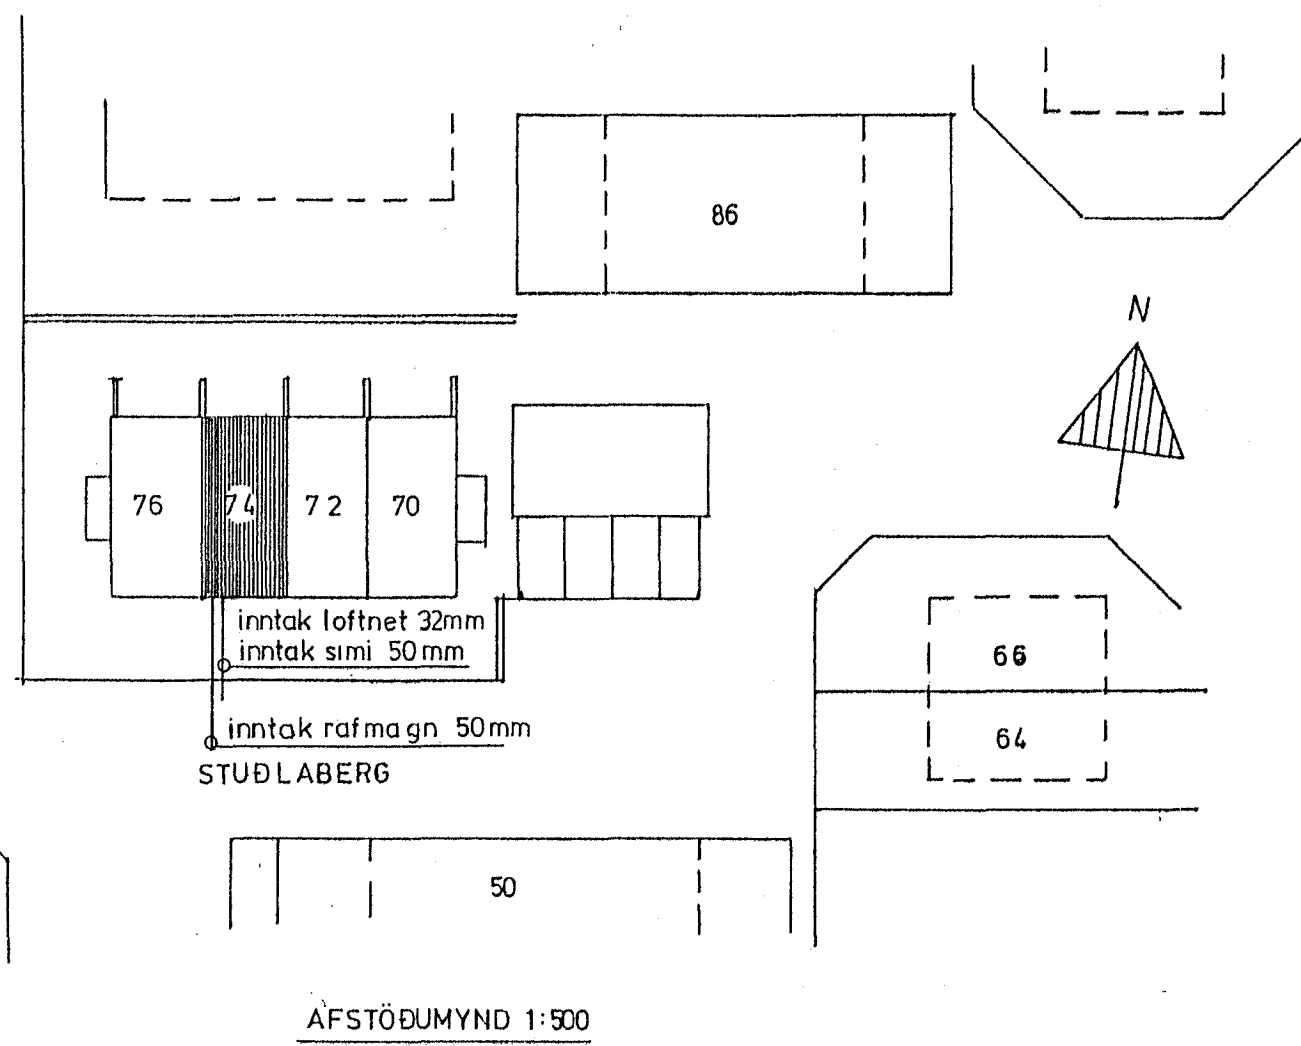 86
N
76
74
72
70
inntak loftnet 32mm
inntak sími 50mm
66
inntak rafmagn 50mm
64
STUÐLABERG
50
AFSTÖÐUMYND 1:500